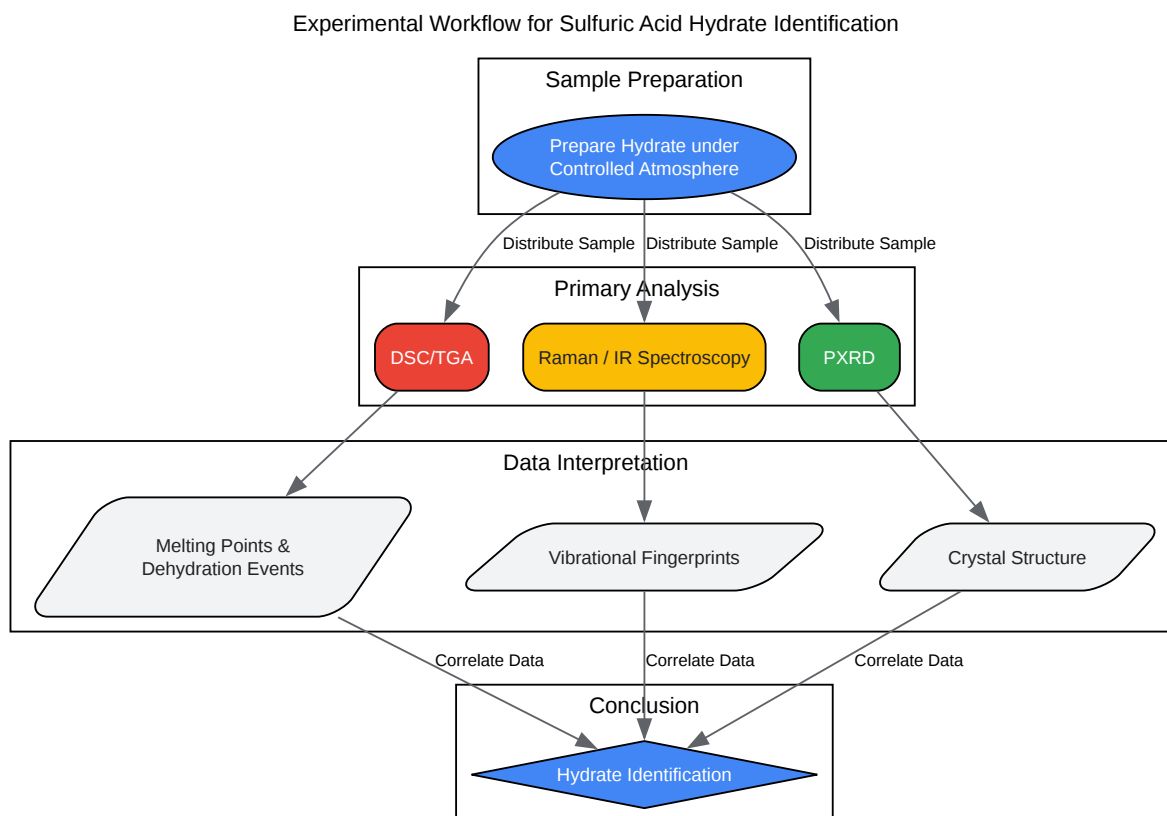 Experimental Workflow for Sulfuric Acid Hydrate Identification
Sample Preparation
Prepare Hydrate under
Controlled Atmosphere
Distribute Sample
Distribute Sample
Distribute Sample
Primary Analysis
DSC/TGA
Raman / IR Spectroscopy
PXRD
Data Interpretation
Melting Points &
Dehydration Events
Vibrational Fingerprints
Crystal Structure
Correlate Data
Correlate Data
Correlate Data
Conclusion
Hydrate Identification